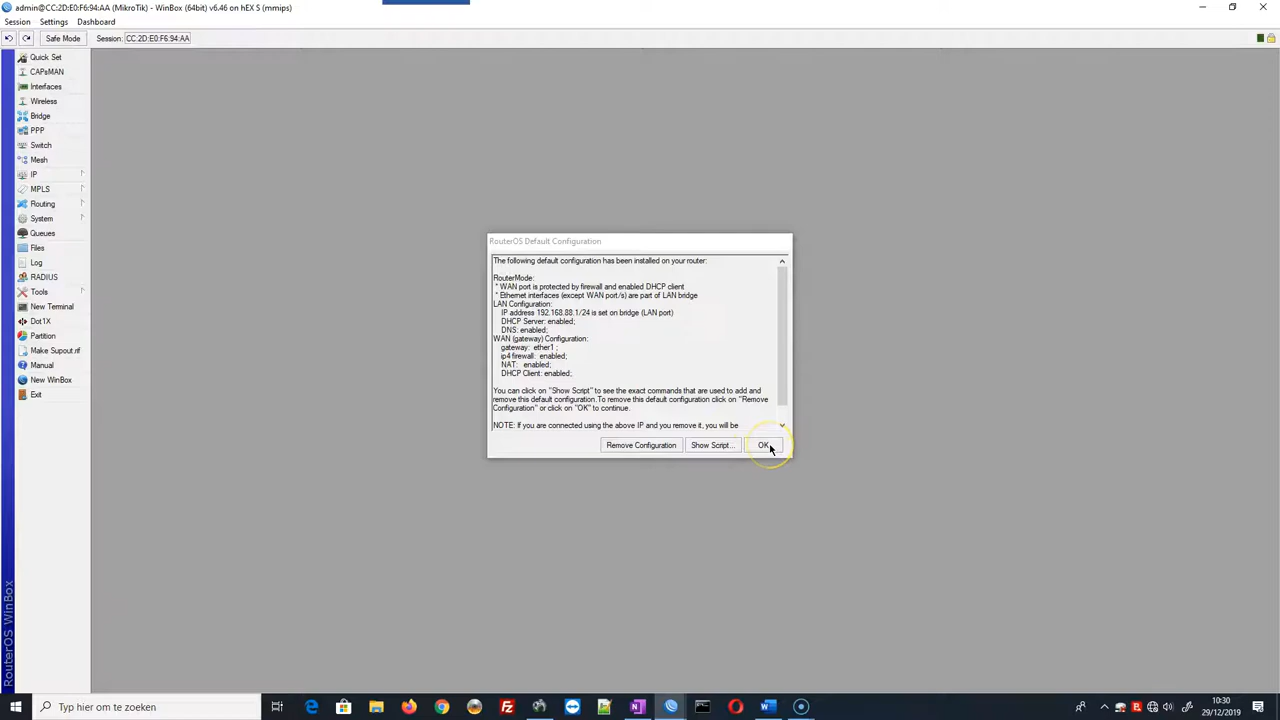 admin@CC:2D:E0:F6:94:AA (MikroTik) - WinBox (64bit) v6.46 on hEX S (mmips)
Session Settings Dashboard
Safe Mode Session: CC:2D:E0:F6:94:AA
Quick Set
CAPsMAN
Interfaces
Wireless
Bridge
PPP
Switch
Mesh
IP
MPLS
Routing
System
Queues
Files
Log
RADIUS
Tools
New Terminal
Dot1X
Partition
Make Supout.rif
Manual
New WinBox
Exit
RouterOS WinBox
RouterOS Default Configuration
The following default configuration has been installed on your router:
RouterMode:
* WAN port is protected by firewall and enabled DHCP client
* Ethernet interfaces (except WAN port/s) are part of LAN bridge
LAN Configuration:
IP address 192.168.88.1/24 is set on bridge (LAN port)
DHCP Server: enabled;
DNS: enabled;
WAN (gateway) Configuration:
gateway: ether1 ;
ip4 firewall: enabled;
NAT: enabled;
DHCP Client: enabled;
You can click on "Show Script" to see the exact commands that are used to add and
remove this default configuration.To remove this default configuration click on "Remove
Configuration" or click on "OK" to continue.
NOTE: If you are connected using the above IP and you remove it, you will be
Remove Configuration Show Script... OK
Typ hier om te zoeken
10:30
29/12/2019